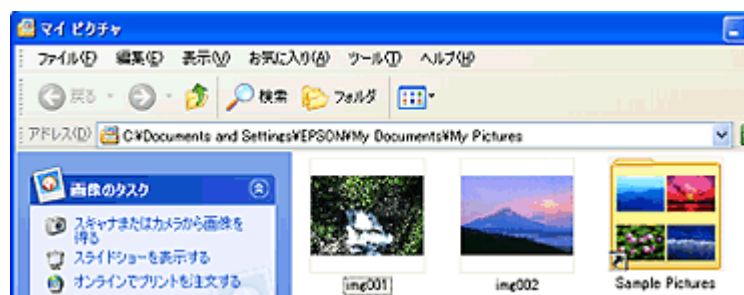 マイ ピクチャ
ファイル(F) 編集(E) 表示(V) お気に入り(A) ツール(T) ヘルプ(H)
戻る 検索 フォルダ
アドレス(D) C:¥Documents and Settings¥EPSON¥My Documents¥My Pictures
画像のタスク
スキャナまたはカメラから画像を
得る
スライドショーを表示する
オンラインでプリントを注文する
img001 img002 Sample Pictures